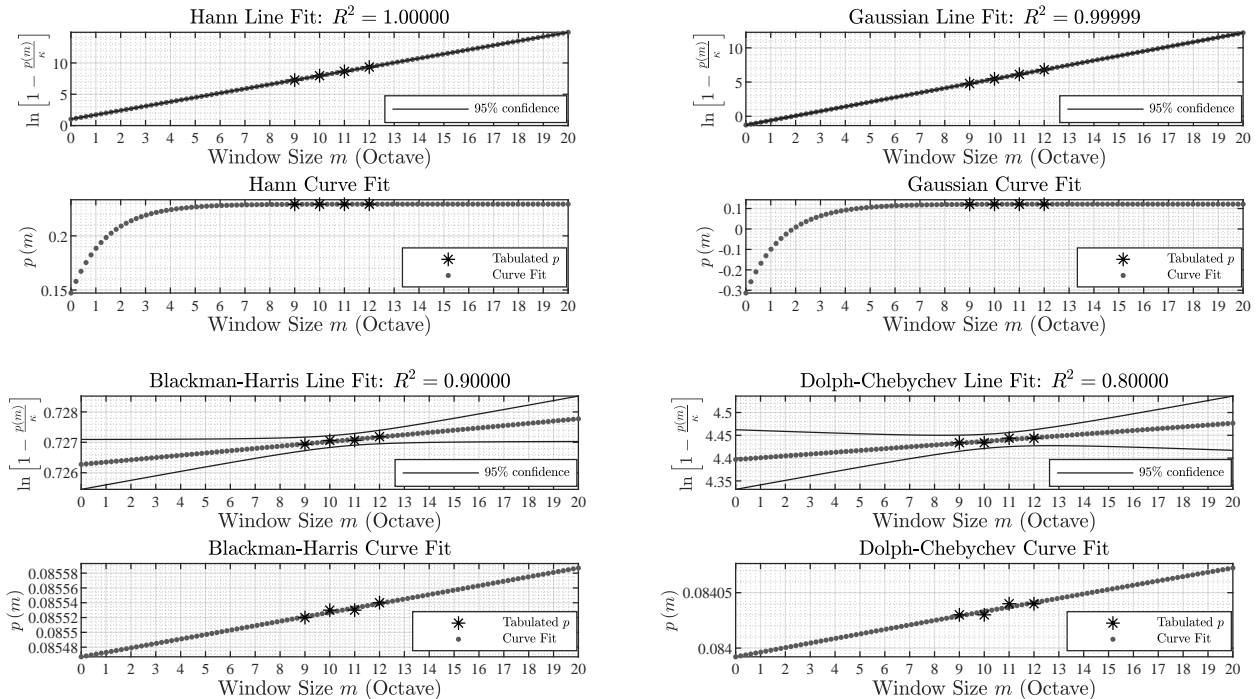 Hann Line Fit: R² = 1.00000
ln [1 − p(m)/κ]
10
5
0
0 1 2 3 4 5 6 7 8 9 10 11 12 13 14 15 16 17 18 19 20
95% confidence
Window Size m (Octave)
Hann Curve Fit
p (m)
0.2
0.15
0 1 2 3 4 5 6 7 8 9 10 11 12 13 14 15 16 17 18 19 20
Tabulated p
Curve Fit
Window Size m (Octave)
Gaussian Line Fit: R² = 0.99999
ln [1 − p(m)/κ]
10
5
0
0 1 2 3 4 5 6 7 8 9 10 11 12 13 14 15 16 17 18 19 20
95% confidence
Window Size m (Octave)
Gaussian Curve Fit
p (m)
0.1
0
-0.1
-0.2
-0.3
0 1 2 3 4 5 6 7 8 9 10 11 12 13 14 15 16 17 18 19 20
Tabulated p
Curve Fit
Window Size m (Octave)
Blackman-Harris Line Fit: R² = 0.90000
ln [1 − p(m)/κ]
0.728
0.727
0.726
0 1 2 3 4 5 6 7 8 9 10 11 12 13 14 15 16 17 18 19 20
95% confidence
Window Size m (Octave)
Blackman-Harris Curve Fit
p (m)
0.08558
0.08556
0.08554
0.08552
0.0855
0.08548
0 1 2 3 4 5 6 7 8 9 10 11 12 13 14 15 16 17 18 19 20
Tabulated p
Curve Fit
Window Size m (Octave)
Dolph-Chebychev Line Fit: R² = 0.80000
ln [1 − p(m)/κ]
4.5
4.45
4.4
4.35
0 1 2 3 4 5 6 7 8 9 10 11 12 13 14 15 16 17 18 19 20
95% confidence
Window Size m (Octave)
Dolph-Chebychev Curve Fit
p (m)
0.08405
0.084
0 1 2 3 4 5 6 7 8 9 10 11 12 13 14 15 16 17 18 19 20
Tabulated p
Curve Fit
Window Size m (Octave)